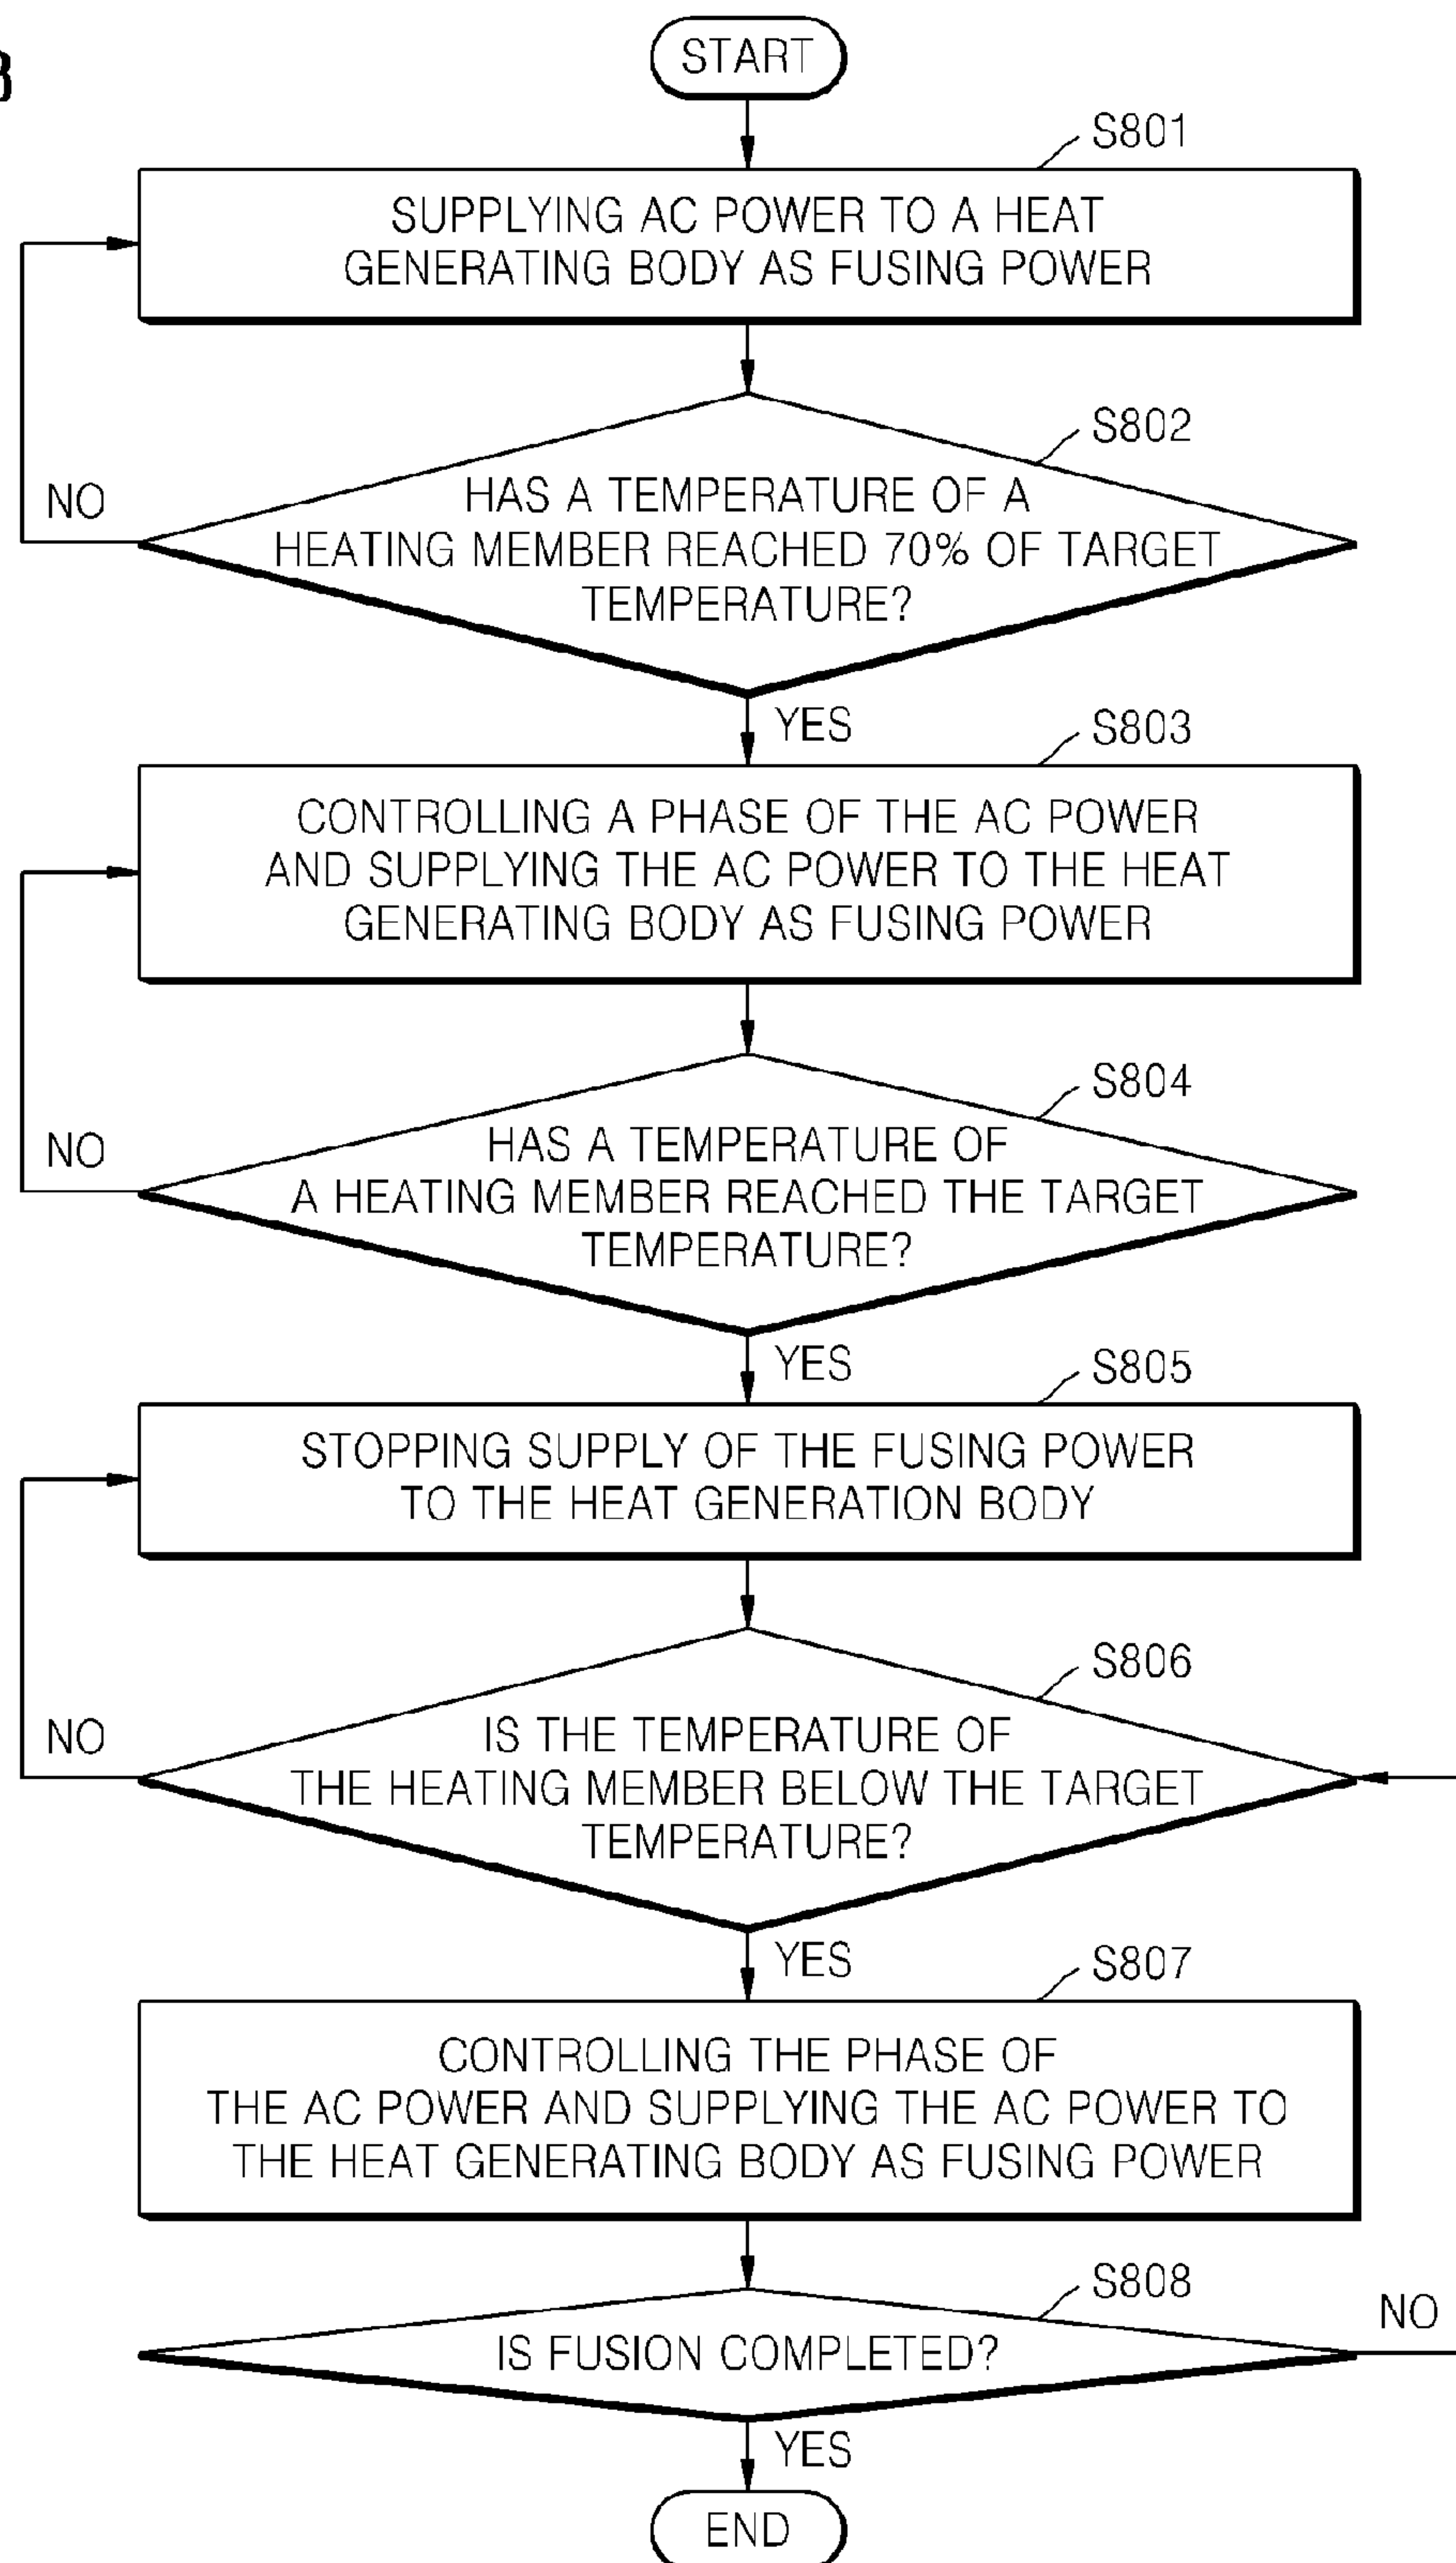 START
S801
SUPPLYING AC POWER TO A HEAT
GENERATING BODY AS FUSING POWER
S802
HAS A TEMPERATURE OF A
HEATING MEMBER REACHED 70% OF TARGET
TEMPERATURE?
NO
YES
S803
CONTROLLING A PHASE OF THE AC POWER
AND SUPPLYING THE AC POWER TO THE HEAT
GENERATING BODY AS FUSING POWER
S804
HAS A TEMPERATURE OF
A HEATING MEMBER REACHED THE TARGET
TEMPERATURE?
NO
YES
S805
STOPPING SUPPLY OF THE FUSING POWER
TO THE HEAT GENERATION BODY
S806
IS THE TEMPERATURE OF
THE HEATING MEMBER BELOW THE TARGET
TEMPERATURE?
NO
YES
S807
CONTROLLING THE PHASE OF
THE AC POWER AND SUPPLYING THE AC POWER TO
THE HEAT GENERATING BODY AS FUSING POWER
S808
IS FUSION COMPLETED?
NO
YES
END